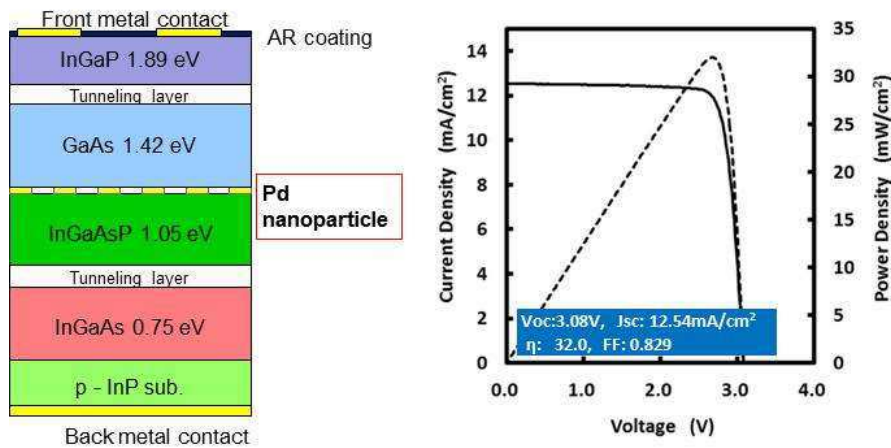 Front metal contact
AR coating
InGaP 1.89 eV
Tunneling layer
GaAs 1.42 eV
Pd
nanoparticle
InGaAsP 1.05 eV
Tunneling layer
InGaAs 0.75 eV
p - InP sub.
Back metal contact
Current Density (mA/cm²)
14
12
10
8
6
4
2
0
Voc:3.08V, Jsc: 12.54mA/cm²
η: 32.0, FF: 0.829
0.0 1.0 2.0 3.0 4.0
Voltage (V)
35
30
25
20
15
10
5
0
Power Density (mW/cm²)